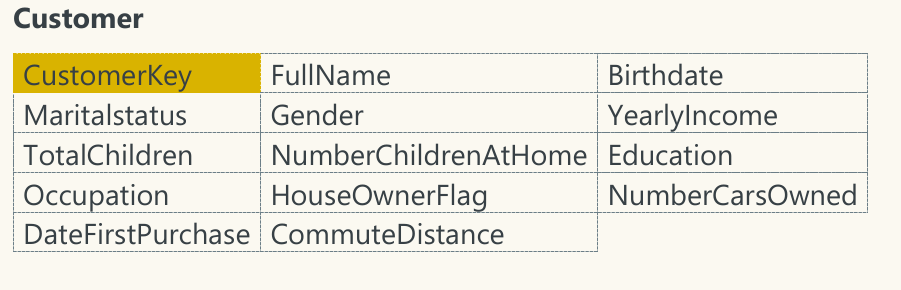 Customer
CustomerKey FullName Birthdate
Maritalstatus Gender YearlyIncome
TotalChildren NumberChildrenAtHome Education
Occupation HouseOwnerFlag NumberCarsOwned
DateFirstPurchase CommuteDistance